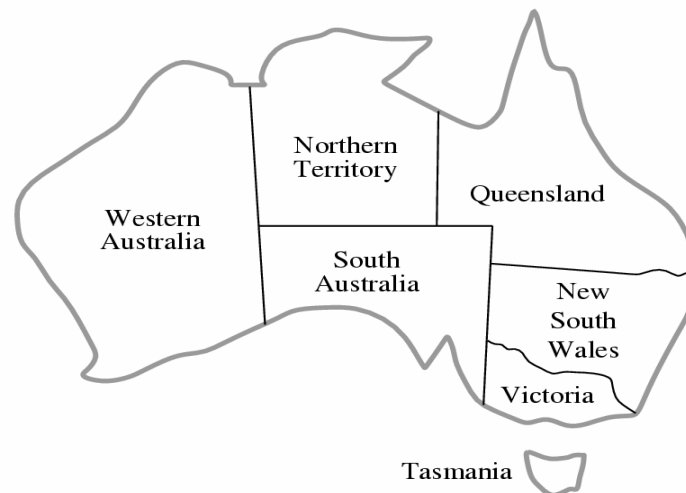 Northern
Territory
Queensland
Western
Australia
South
Australia
New
South
Wales
Victoria
Tasmania